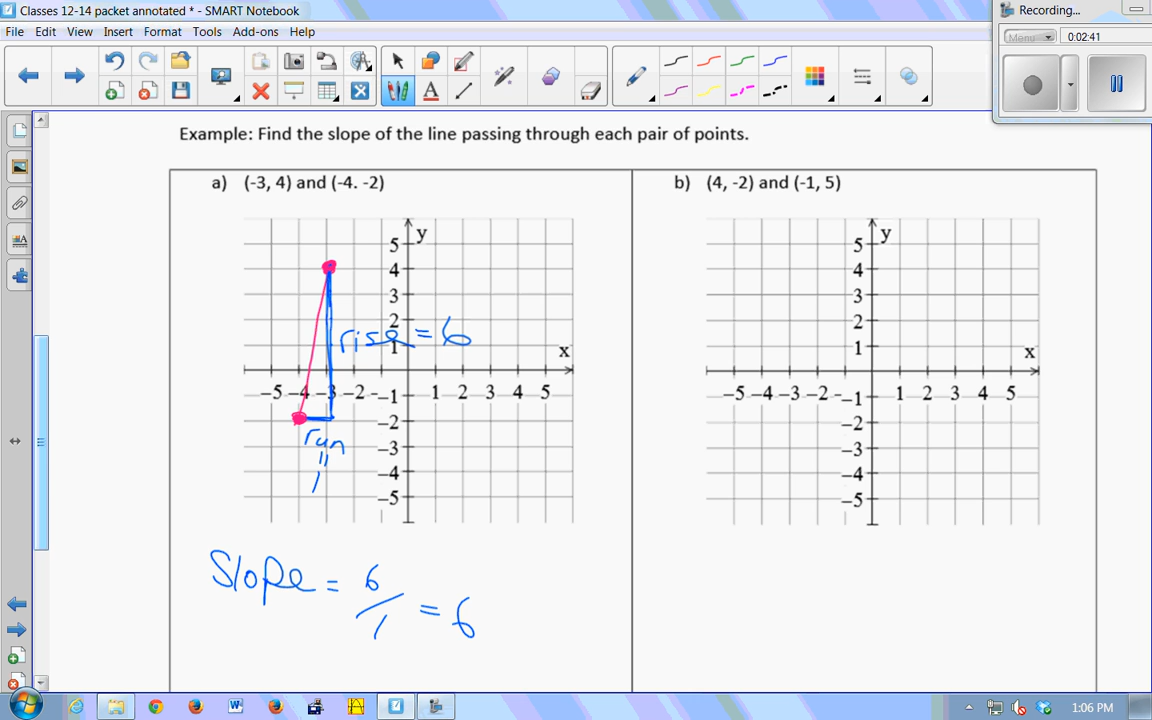 Classes 12-14 packet annotated * - SMART Notebook
Recording...
File Edit View Insert Format Tools Add-ons Help
Menu
0:02:41
Example: Find the slope of the line passing through each pair of points.
a) (-3, 4) and (-4. -2)
y
5
4
3
2
1
x
−5 −4 −3 −2 −1 1 2 3 4 5
−2
−3
−4
−5
rise = 6
run
=
1
Slope = 6/1 = 6
b) (4, -2) and (-1, 5)
y
5
4
3
2
1
x
−5 −4 −3 −2 −1 1 2 3 4 5
−2
−3
−4
−5
1:06 PM